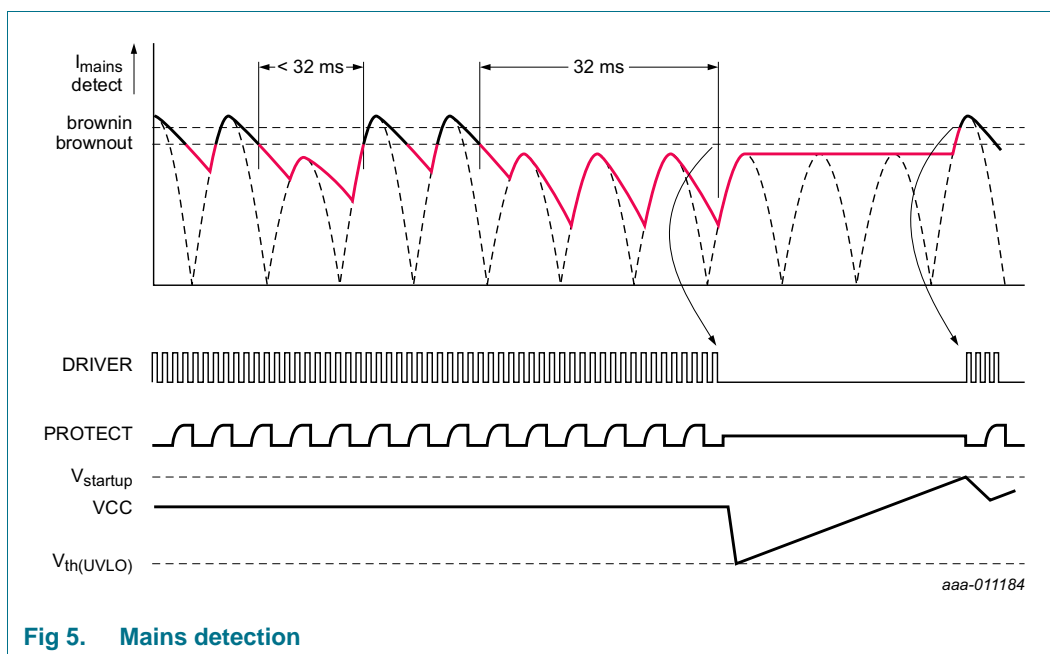 I mains
detect
< 32 ms
32 ms
brownin
brownout
DRIVER
PROTECT
Vstartup
VCC
Vth(UVLO)
aaa-011184
Fig 5. Mains detection